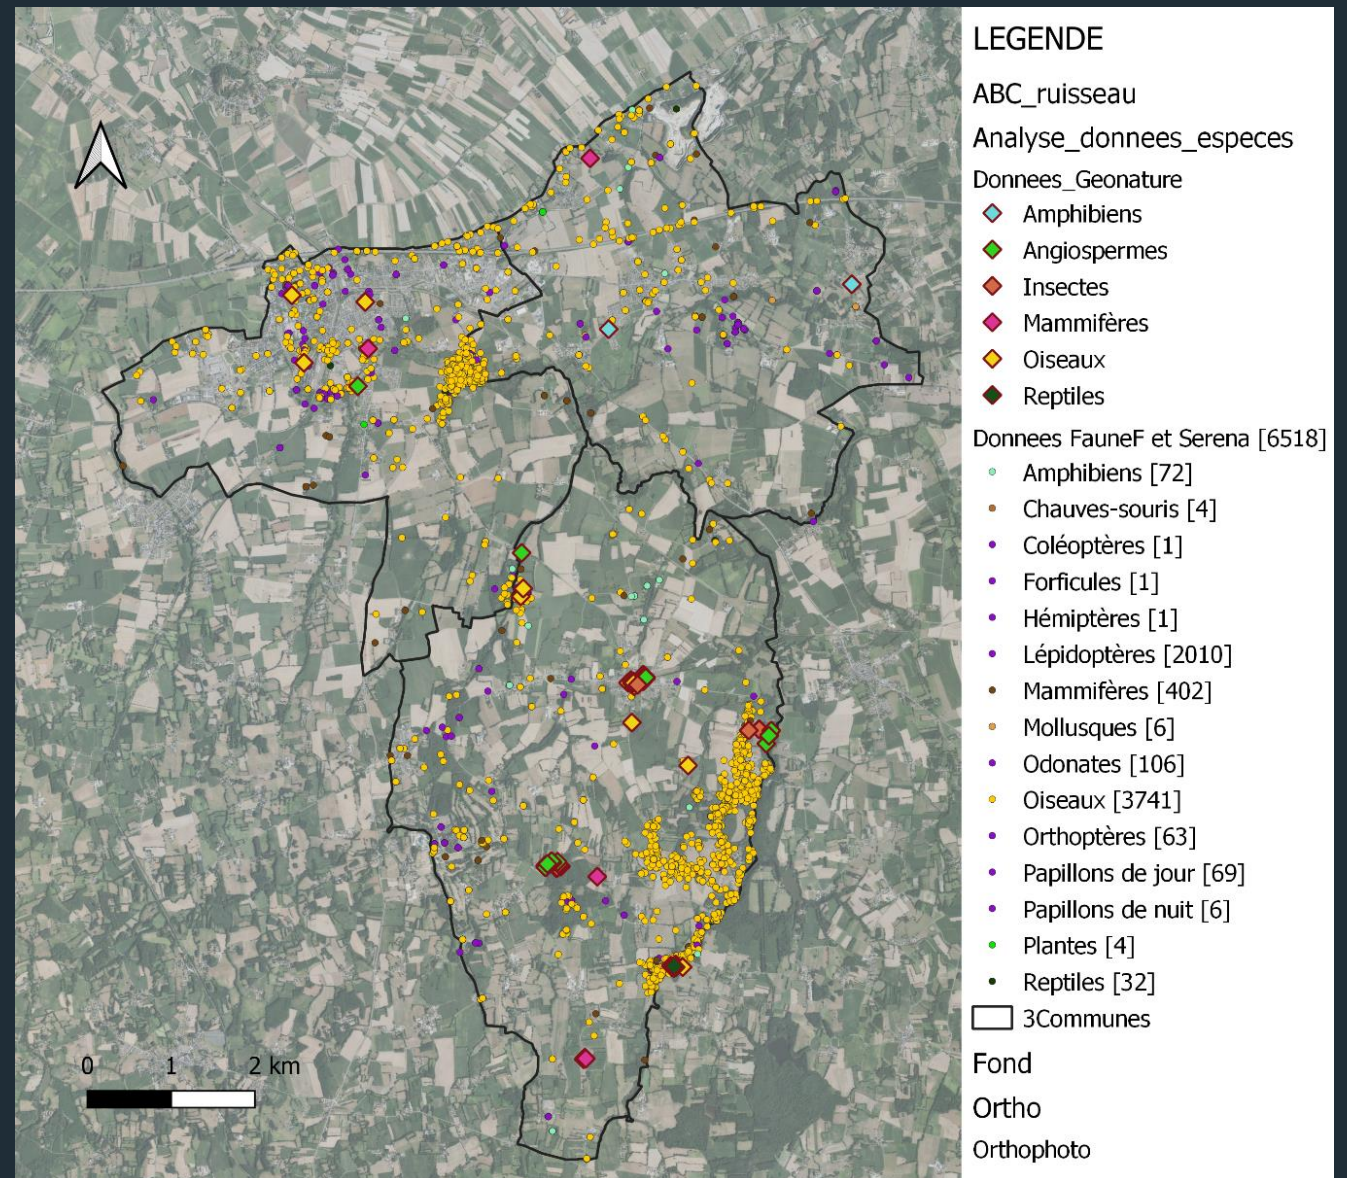 LEGENDE
ABC_ruisseau
Analyse_donnees_especes
Donnees_Geonature
Amphibiens
Angiospermes
Insectes
Mammifères
Oiseaux
Reptiles
Donnees FauneF et Serena [6518]
Amphibiens [72]
Chauves-souris [4]
Coléoptères [1]
Forficules [1]
Hémiptères [1]
Lépidoptères [2010]
Mammifères [402]
Mollusques [6]
Odonates [106]
Oiseaux [3741]
Orthoptères [63]
Papillons de jour [69]
Papillons de nuit [6]
Plantes [4]
Reptiles [32]
3Communes
Fond
Ortho
Orthophoto
0 1 2 km